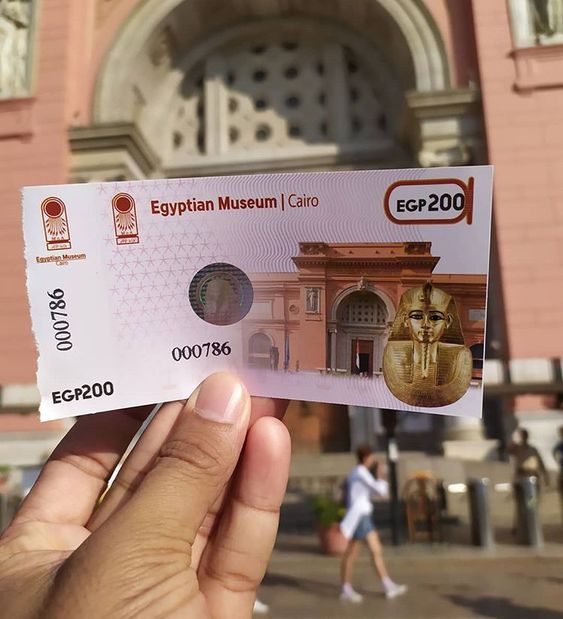 Egyptian Museum
Cairo
000786
EGP200
Egyptian Museum | Cairo
EGP200
000786